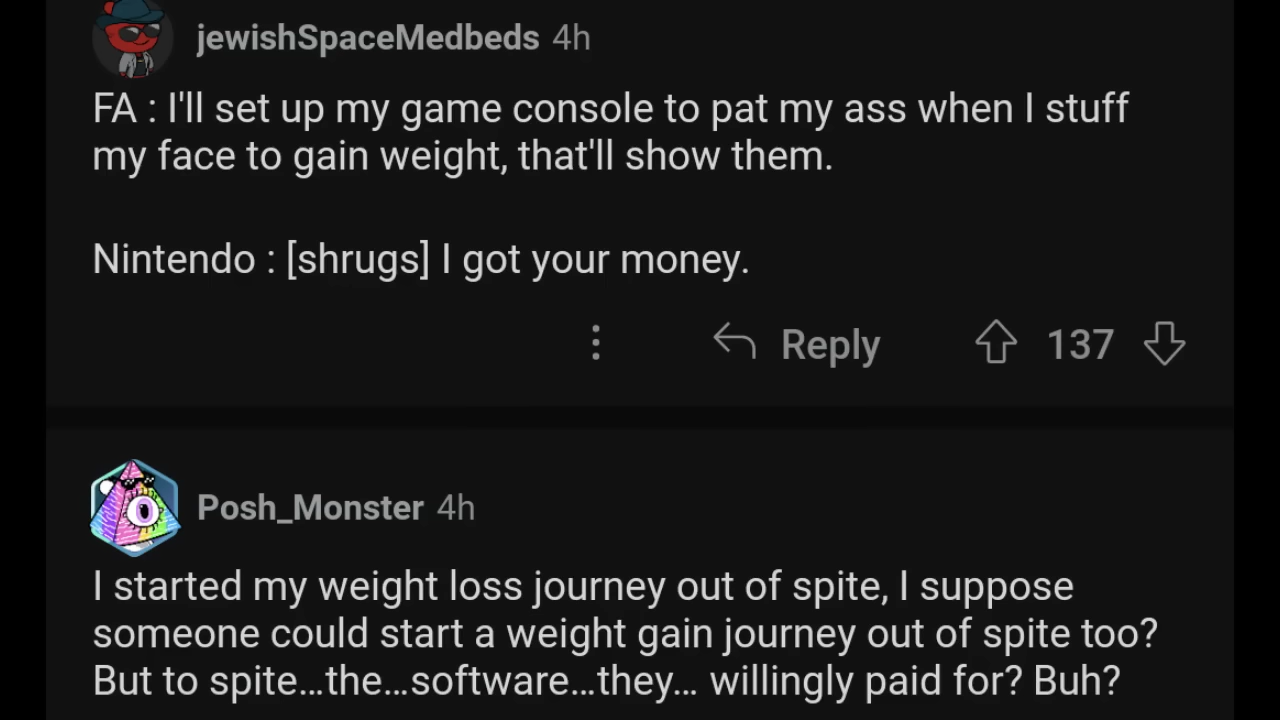 jewishSpaceMedbeds 4h
FA : I'll set up my game console to pat my ass when I stuff
my face to gain weight, that'll show them.
Nintendo : [shrugs] I got your money.
Reply 137
Posh_Monster 4h
I started my weight loss journey out of spite, I suppose
someone could start a weight gain journey out of spite too?
But to spite...the...software...they... willingly paid for? Buh?